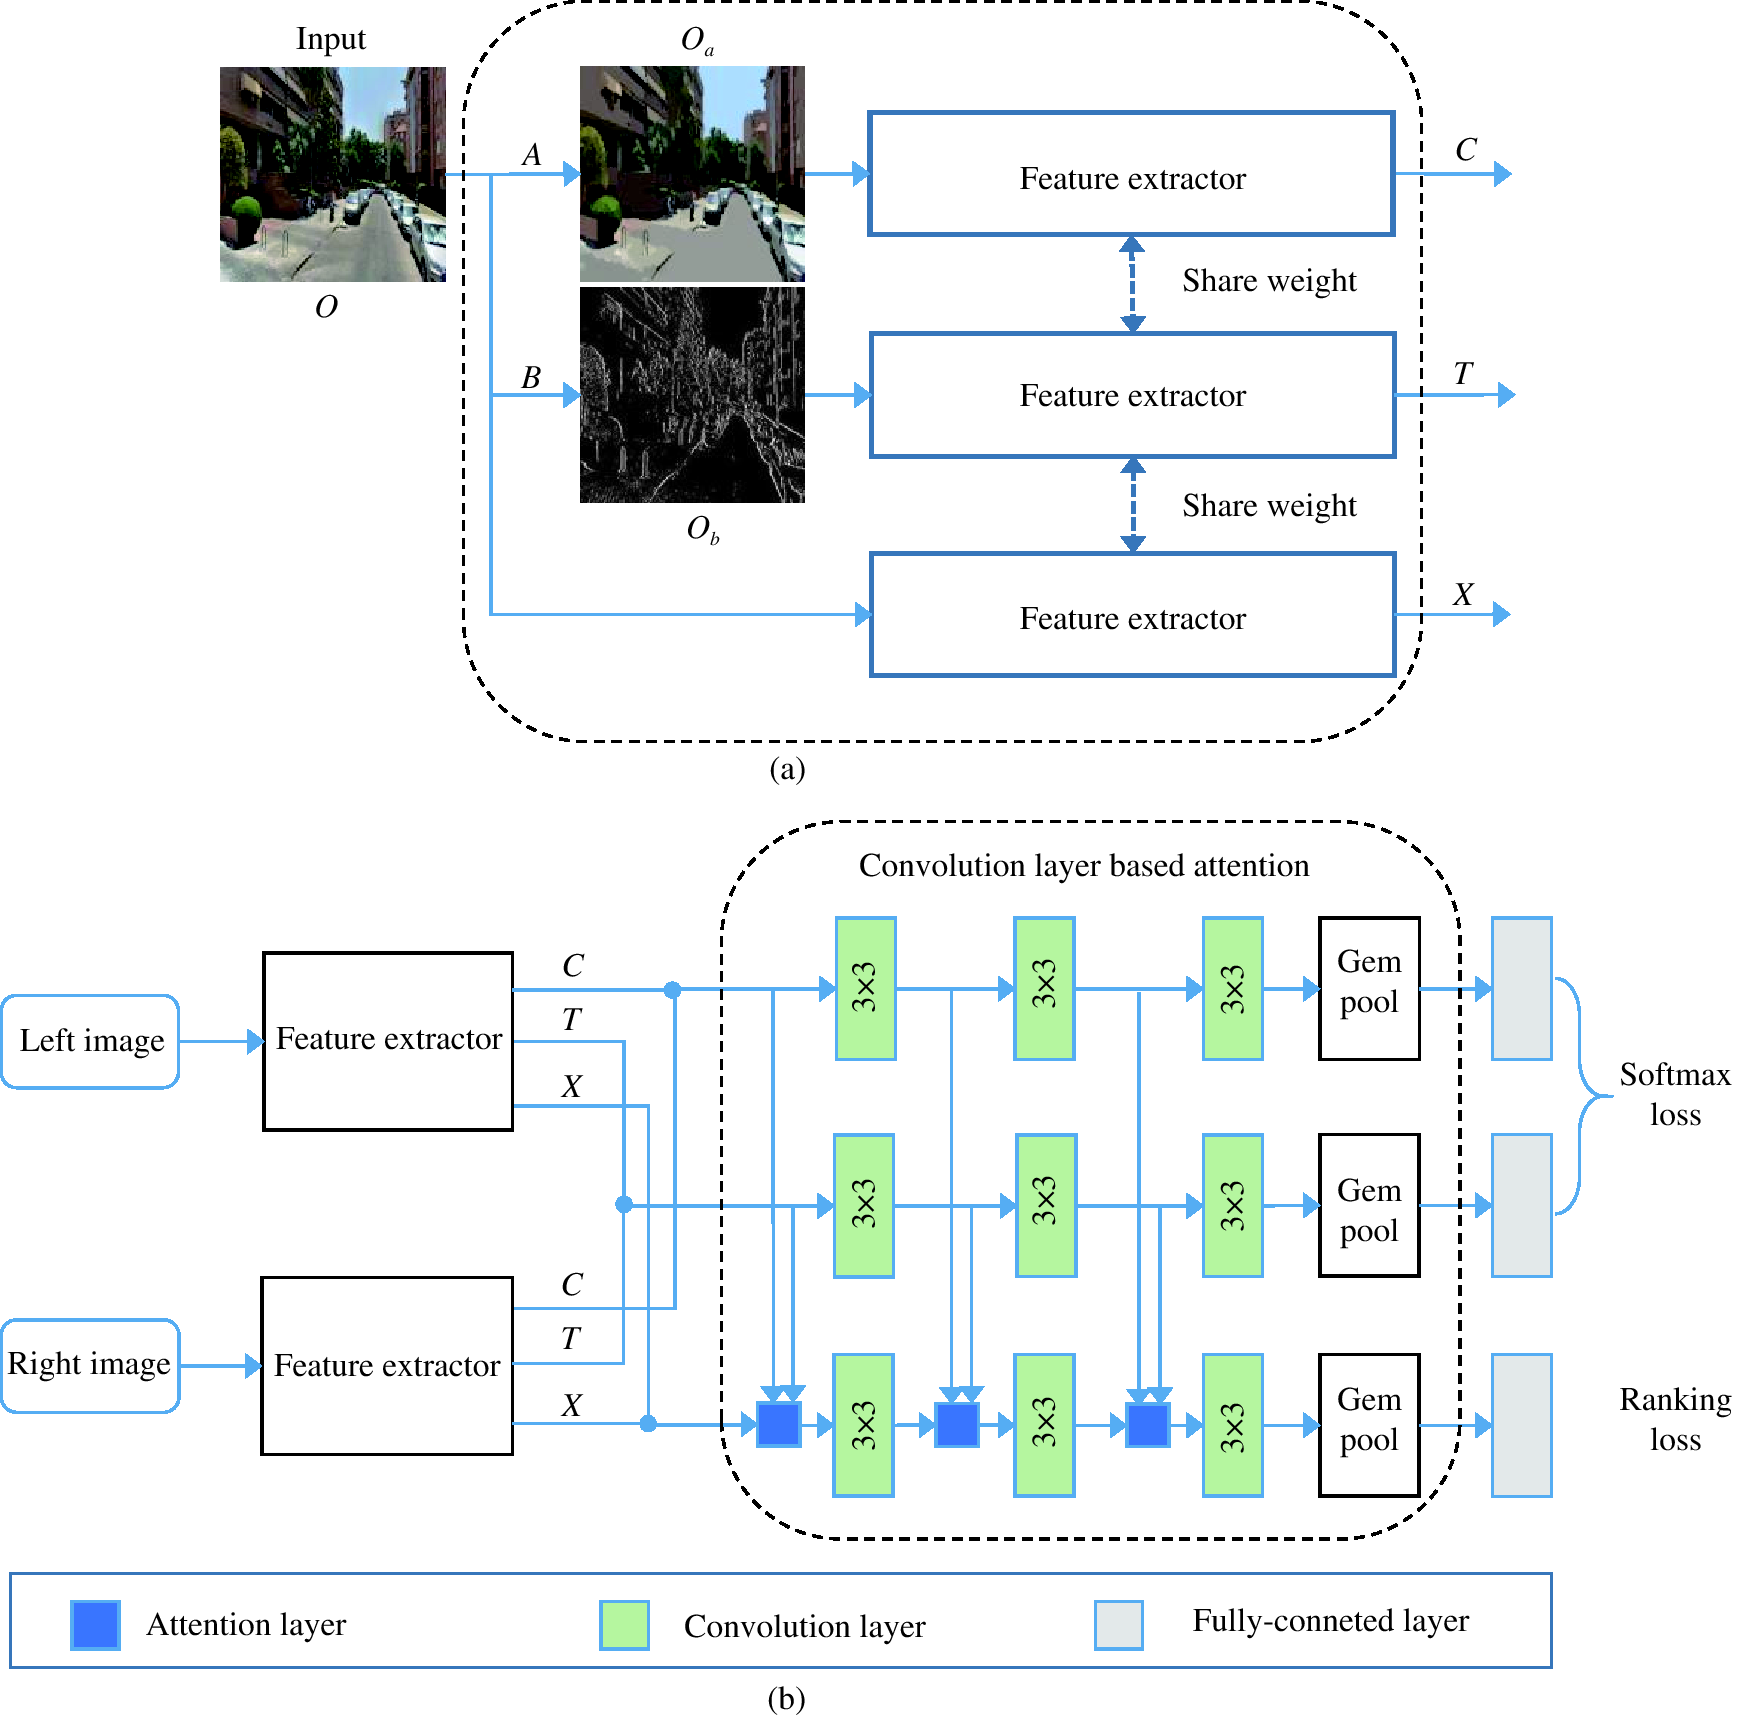 Input
O_a
A
Feature extractor
C
O
Share weight
B
Feature extractor
T
Share weight
O_b
Feature extractor
X
(a)
Convolution layer based attention
Left image
Feature extractor
C
T
X
3×3
3×3
3×3
Gem
pool
3×3
3×3
3×3
Gem
pool
Softmax
loss
Right image
Feature extractor
C
T
X
3×3
3×3
3×3
Gem
pool
Ranking
loss
Attention layer
Convolution layer
Fully-conneted layer
(b)